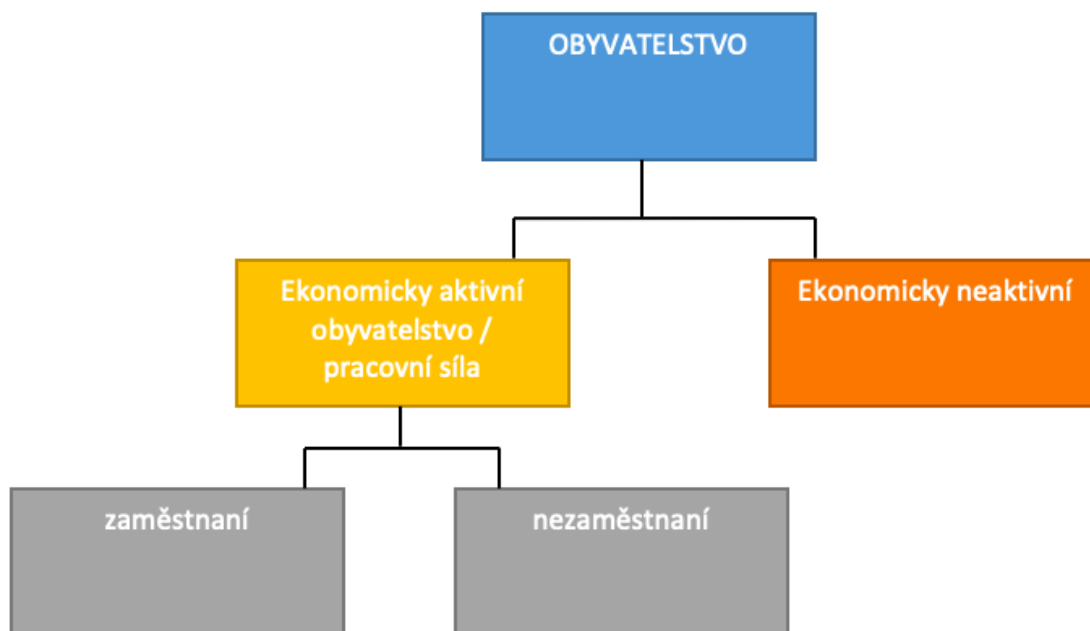 OBYVATELSTVO
Ekonomicky aktivní
obyvatelstvo /
pracovní síla
Ekonomicky neaktivní
zaměstnaní
nezaměstnaní